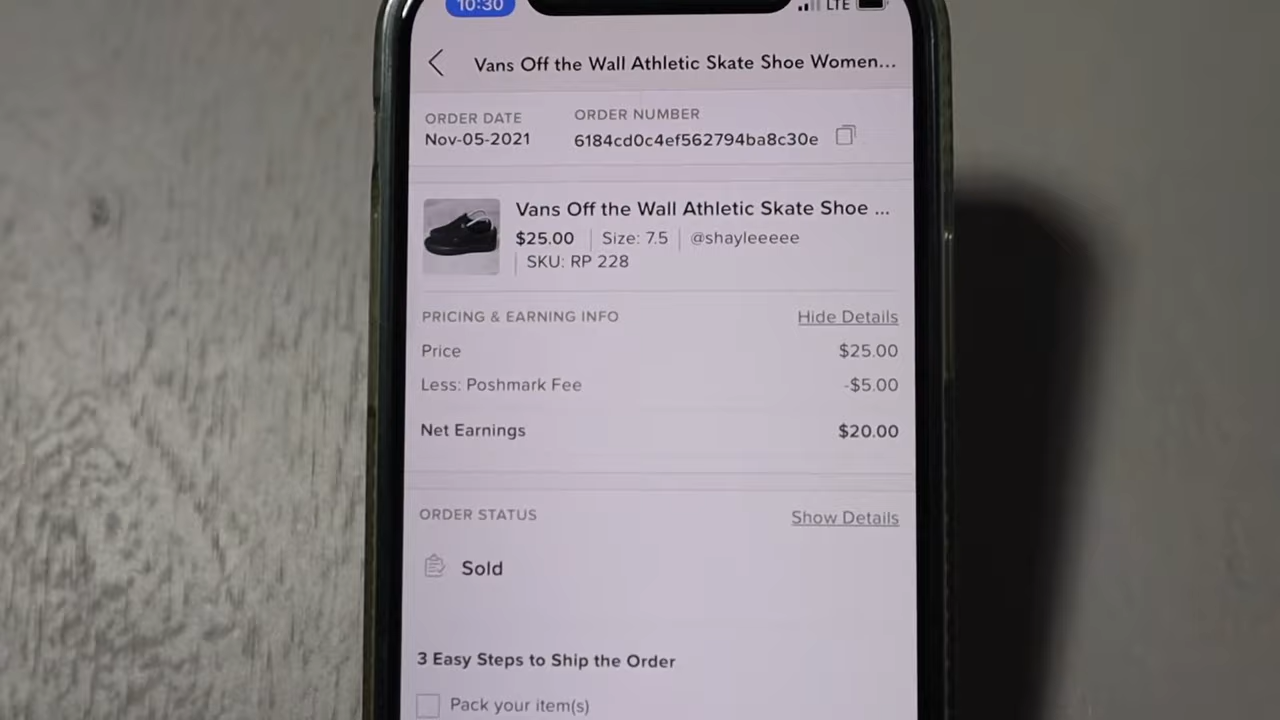 10:30
LTE
Vans Off the Wall Athletic Skate Shoe Women...
ORDER DATE
ORDER NUMBER
Nov-05-2021
6184cd0c4ef562794ba8c30e
Vans Off the Wall Athletic Skate Shoe ...
$25.00 | Size: 7.5 | @shayleeeee
| SKU: RP 228
PRICING & EARNING INFO
Hide Details
Price
$25.00
Less: Poshmark Fee
-$5.00
Net Earnings
$20.00
ORDER STATUS
Show Details
Sold
3 Easy Steps to Ship the Order
Pack your item(s)